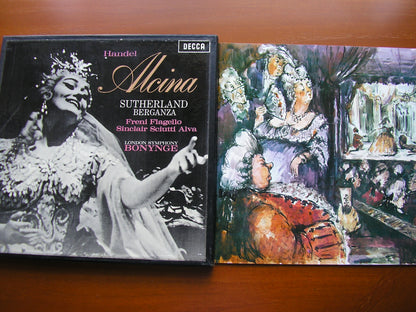 Handel
DECCA
Alcina
SUTHERLAND
BERGANZA
Freni Flagello
Sinclair Sciutti Alva
LONDON SYMPHONY
BONYNGE